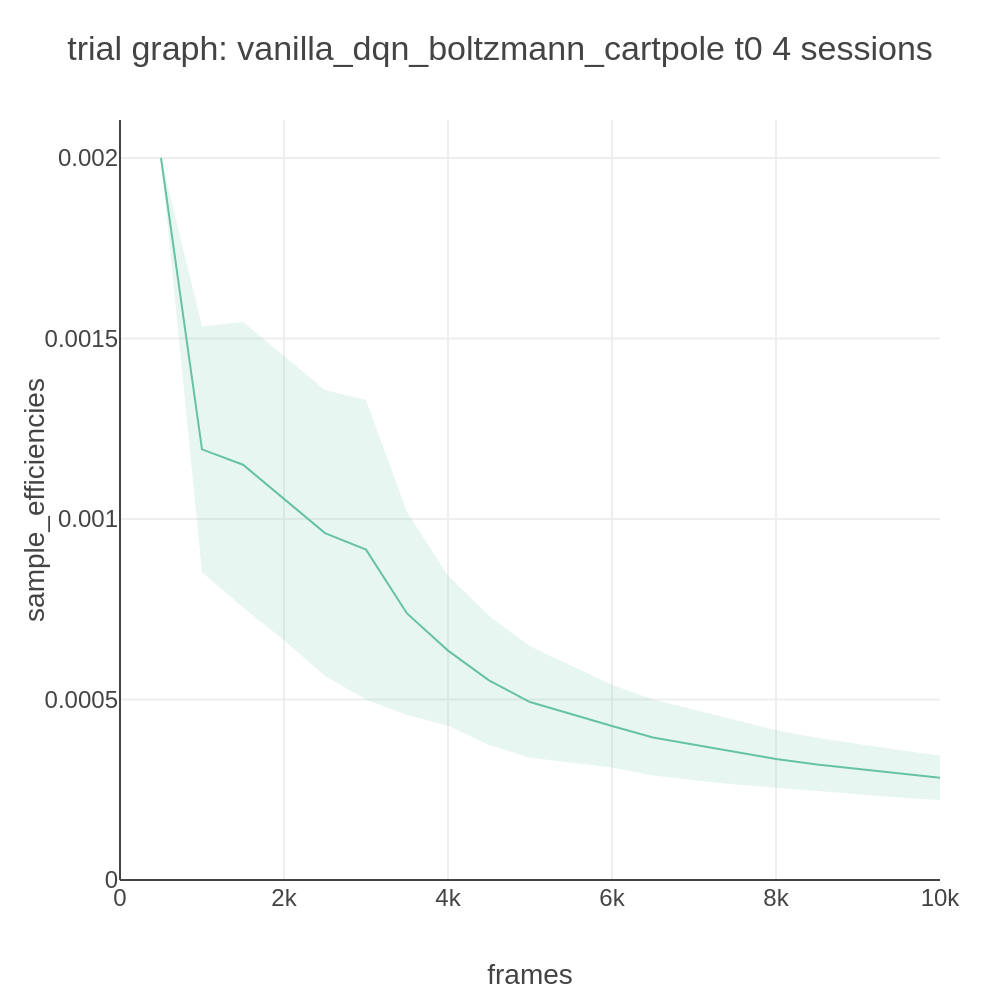 trial graph: vanilla_dqn_boltzmann_cartpole t0 4 sessions
sample_efficiencies
0.002
0.0015
0.001
0.0005
0
0 2k 4k 6k 8k 10k
frames